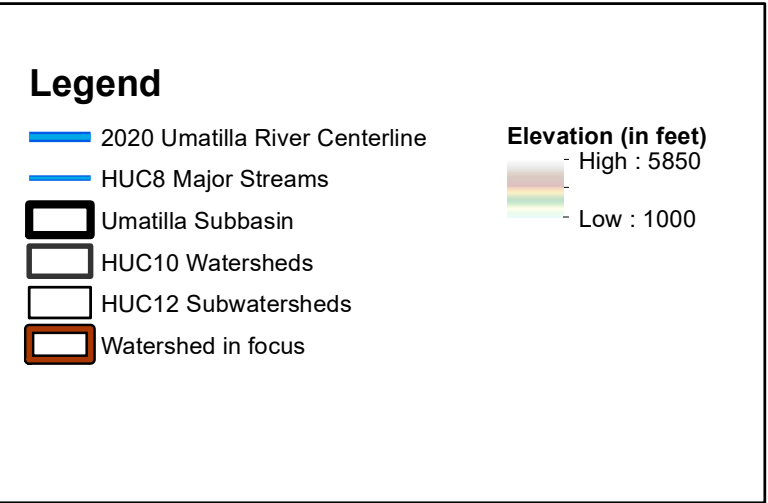 Legend
2020 Umatilla River Centerline
HUC8 Major Streams
Umatilla Subbasin
HUC10 Watersheds
HUC12 Subwatersheds
Watershed in focus
Elevation (in feet)
High : 5850
Low : 1000